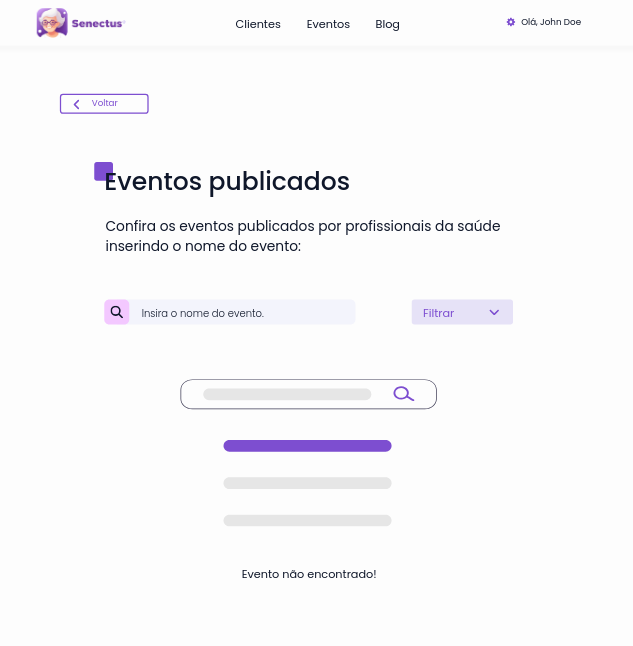 Senectus
Clientes
Eventos
Blog
Olá, John Doe
Voltar
Eventos publicados
Confira os eventos publicados por profissionais da saúde
inserindo o nome do evento:
Insira o nome do evento.
Filtrar
Evento não encontrado!